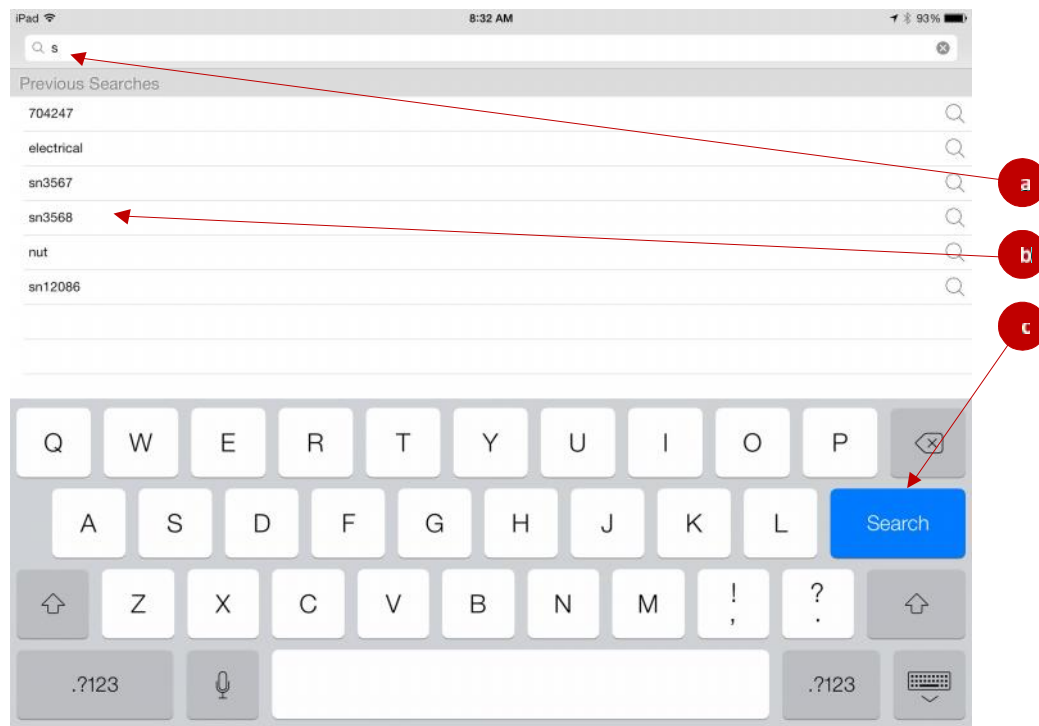 iPad 8:32 AM 93%
s
Previous Searches
704247
electrical
sn3567
a
sn3568
b
nut
sn12086
c
Q W E R T Y U I O P
A S D F G H J K L Search
Z X C V B N M ! , ? .
.?123 .?123